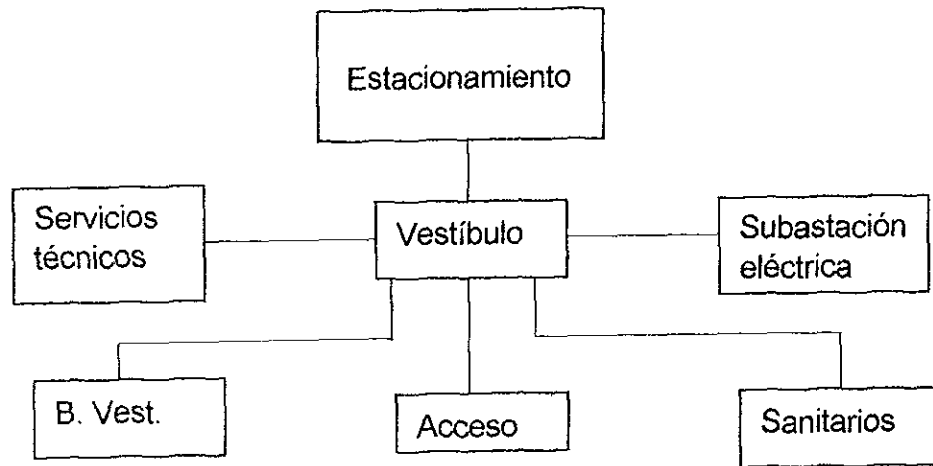 Estacionamiento
Servicios
técnicos
Vestíbulo
Subastación
eléctrica
B. Vest.
Acceso
Sanitarios